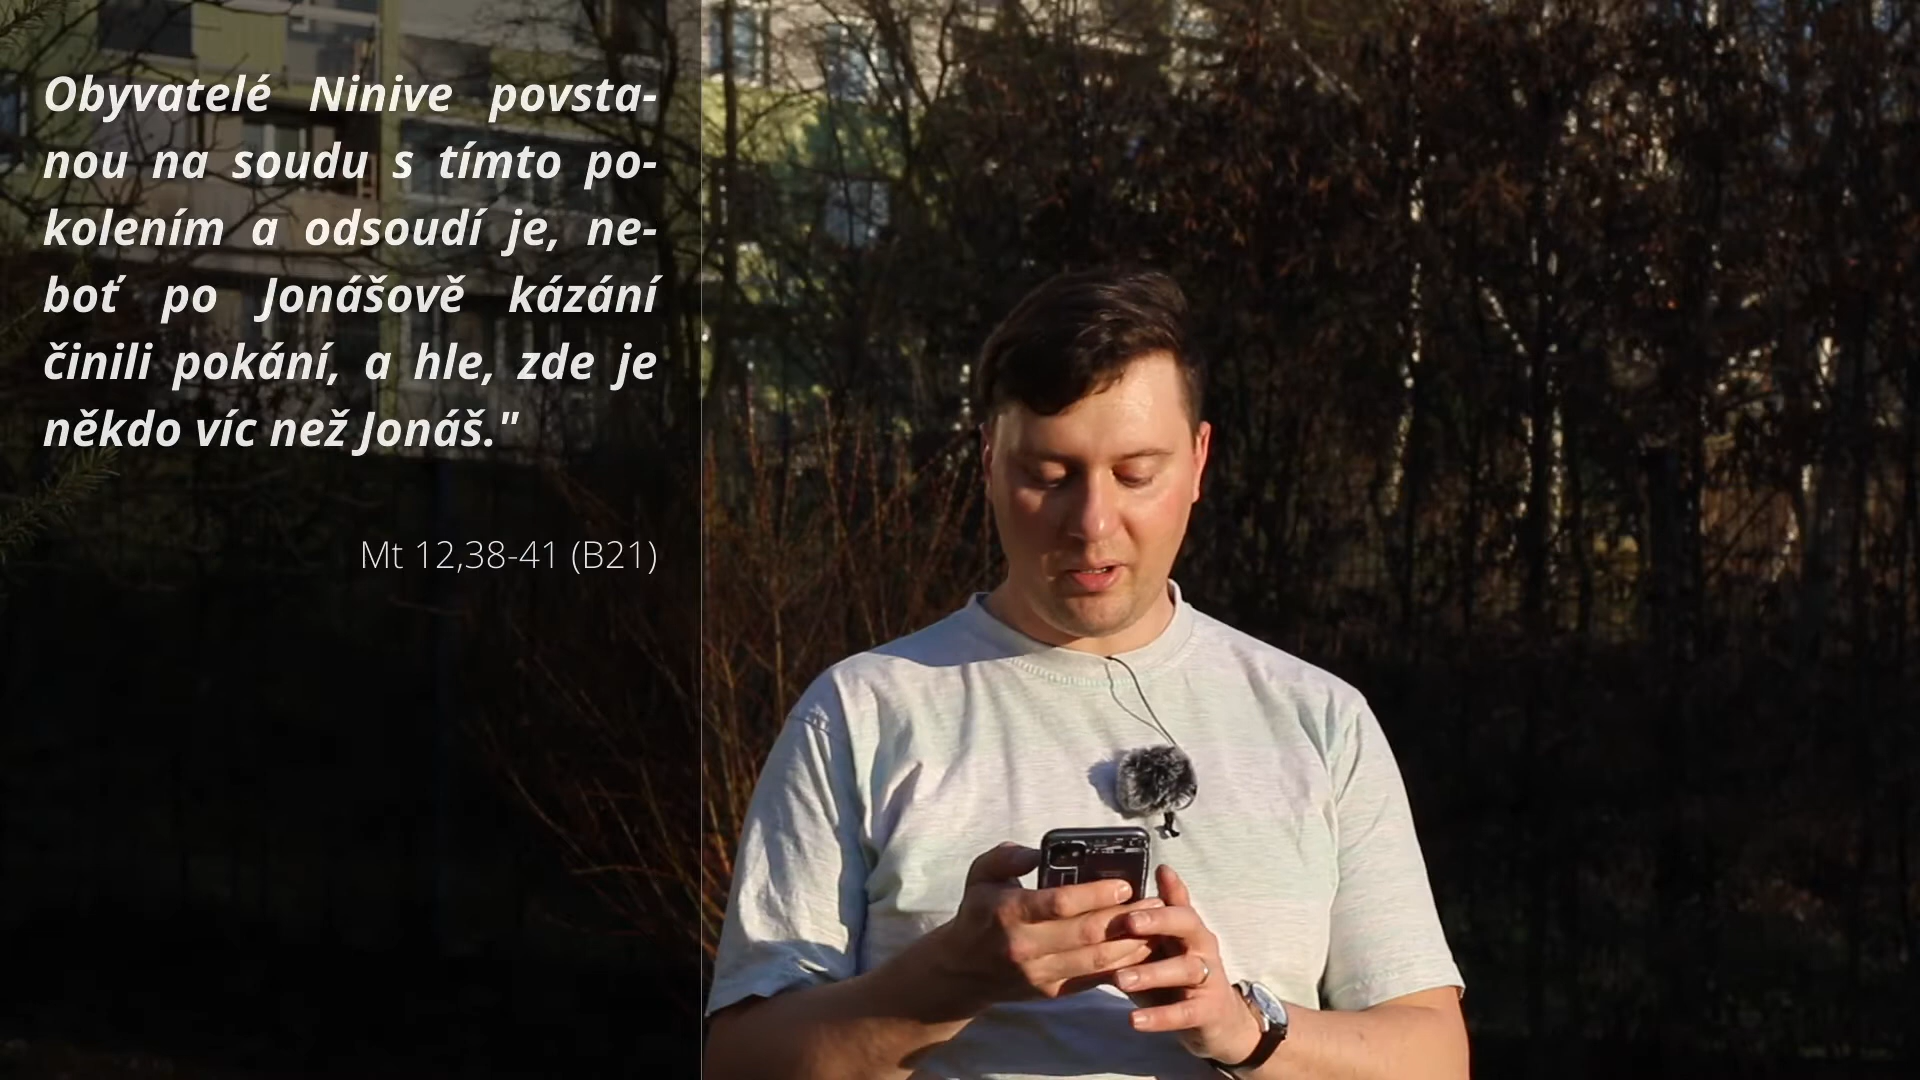 Obyvatelé Ninive povsta-
nou na soudu s tímto po-
kolením a odsoudí je, ne-
boť po Jonášově kázání
činili pokání, a hle, zde je
někdo víc než Jonáš."
Mt 12,38-41 (B21)